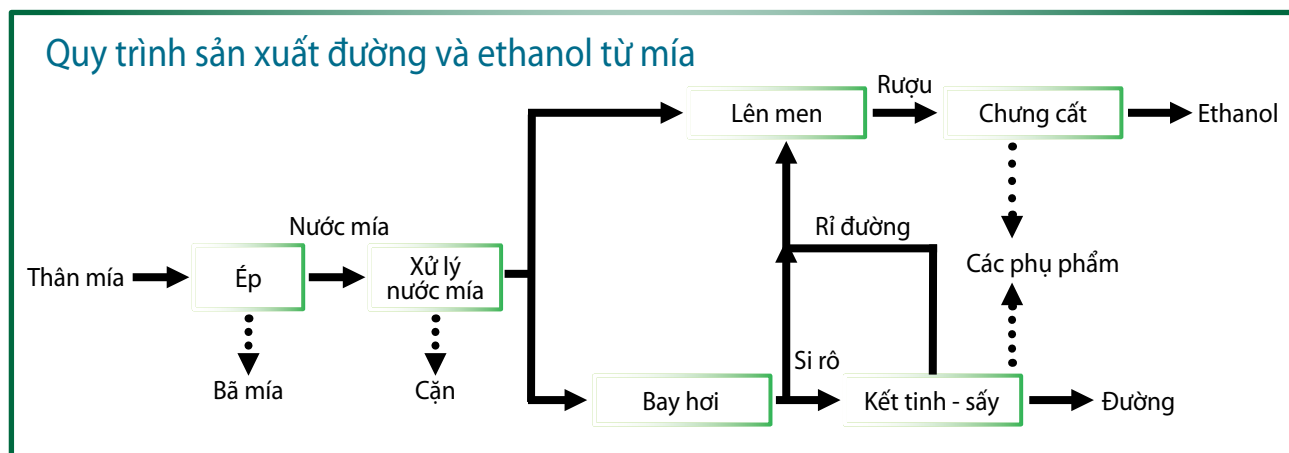 Quy trình sản xuất đường và ethanol từ mía
Rượu
Lên men
Chưng cất
Ethanol
Nước mía
Rỉ đường
Thân mía
Ép
Xử lý
nước mía
Các phụ phẩm
Si rô
Bã mía
Cặn
Bay hơi
Kết tinh - sấy
Đường